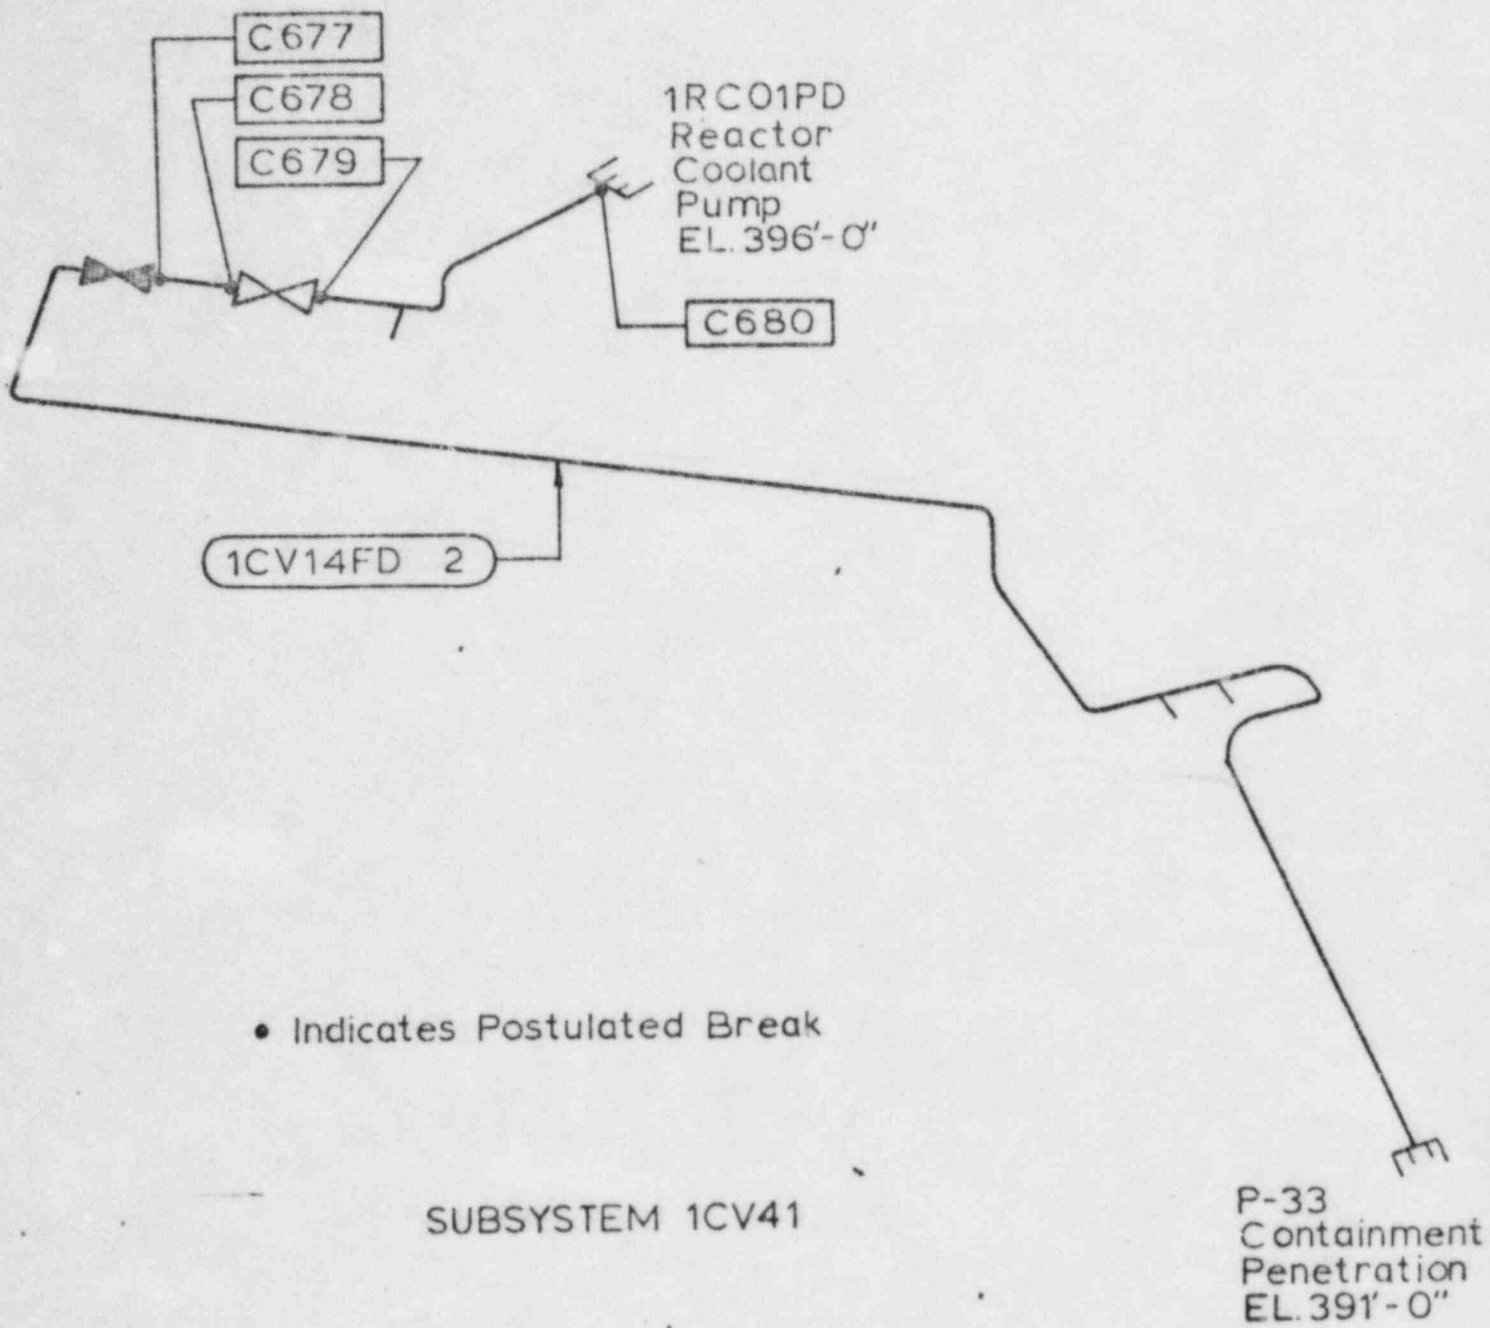 C677
C678
C679
1RC01PD
Reactor
Coolant
Pump
EL. 396'-0"
C680
1CV14FD 2
• Indicates Postulated Break
SUBSYSTEM 1CV41
P-33
Containment
Penetration
EL. 391'-0"